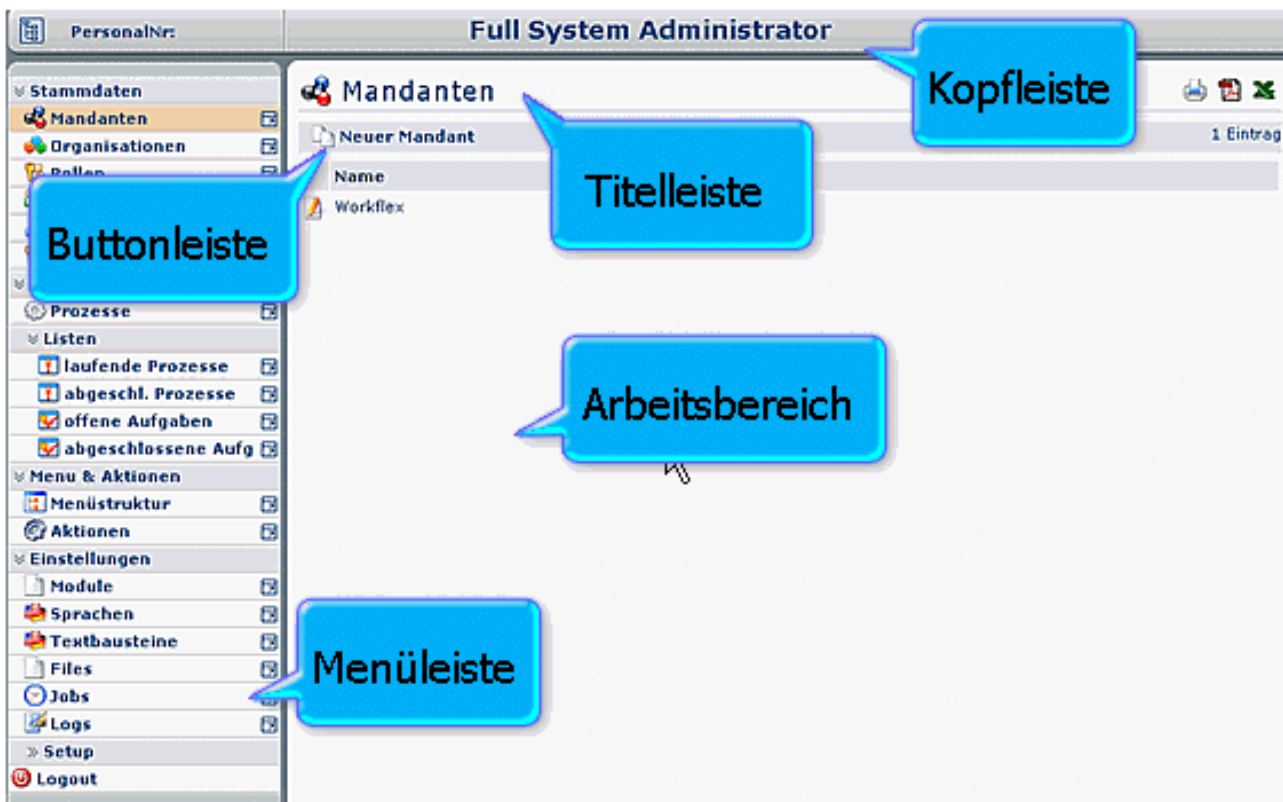 PersonalNr:
Full System Administrator
Kopfleiste
Stammdaten
Mandanten
Organisationen
Rollen
Buttonleiste
Prozesse
Listen
laufende Prozesse
abgeschl. Prozesse
offene Aufgaben
abgeschlossene Aufg
Menu & Aktionen
Menüstruktur
Aktionen
Einstellungen
Module
Sprachen
Textbausteine
Files
Jobs
Logs
Setup
Logout
Menüleiste
Mandanten
Neuer Mandant
1 Eintrag
Titelleiste
Name
Workflex
Arbeitsbereich